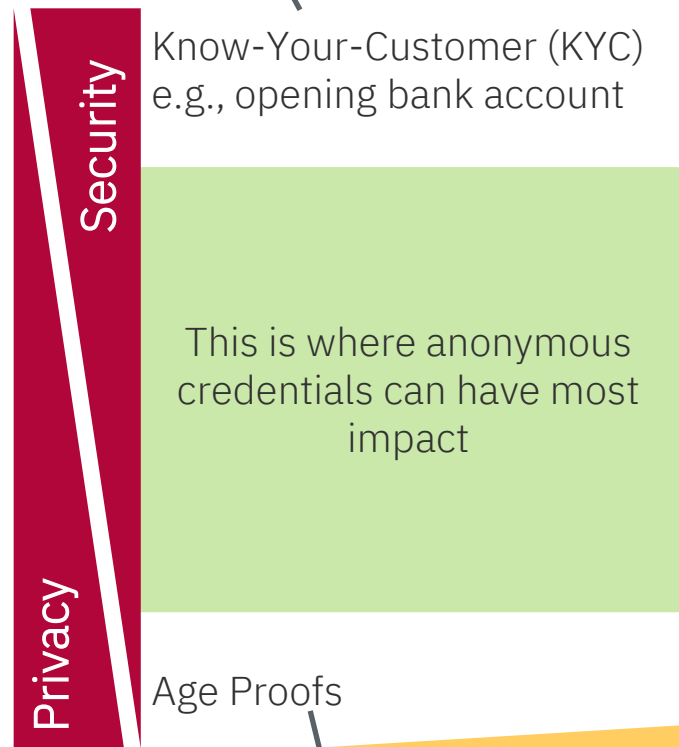 Security
Know-Your-Customer (KYC)
e.g., opening bank account
This is where anonymous
credentials can have most
impact
Privacy
Age Proofs